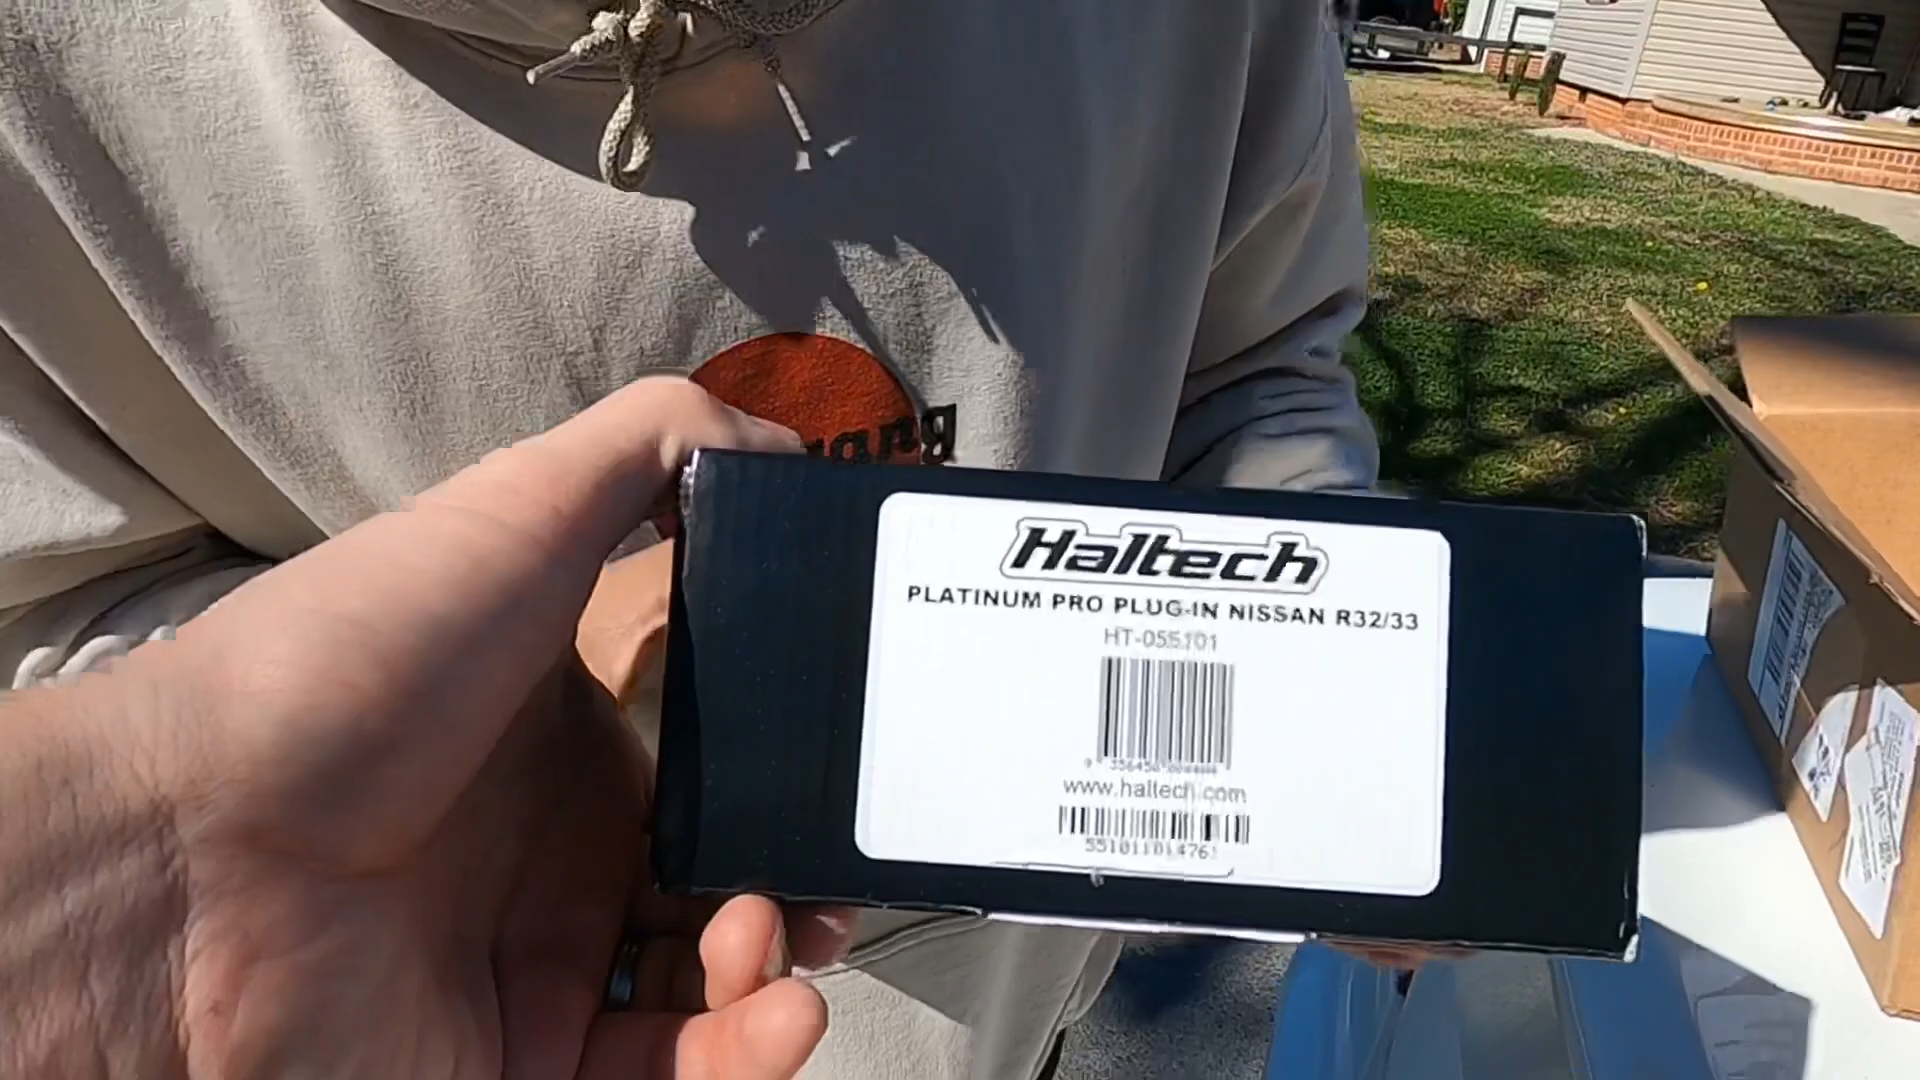 Haltech
PLATINUM PRO PLUG-IN NISSAN R32/33
HT-055101
www.haltech.com